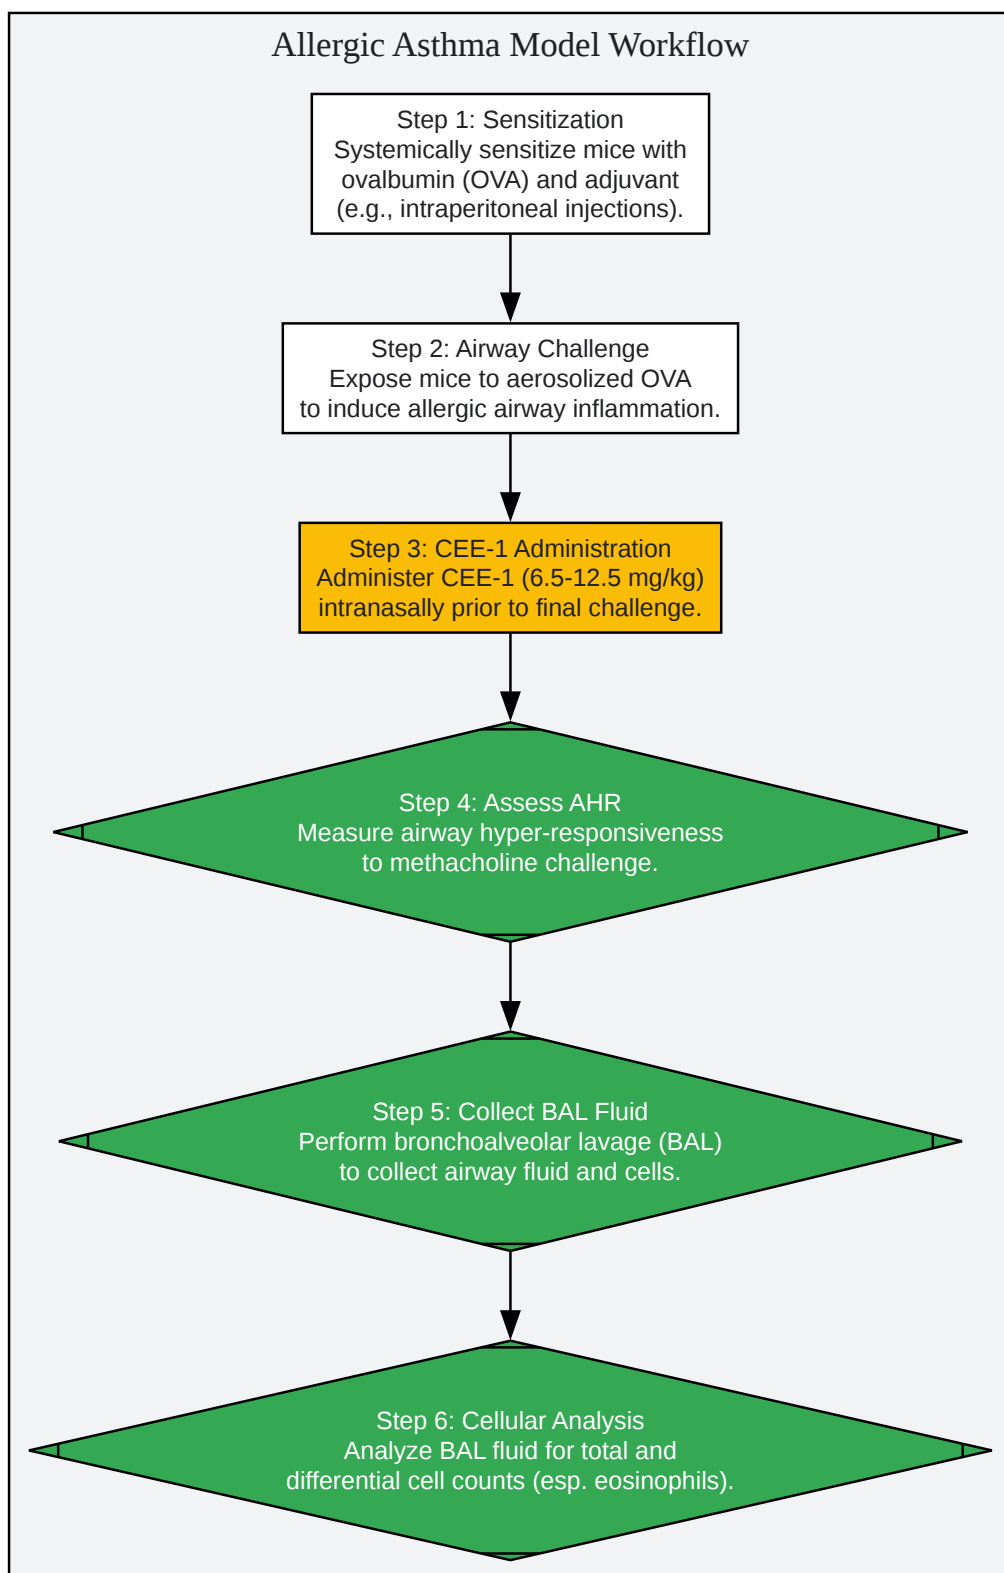 Allergic Asthma Model Workflow
Step 1: Sensitization
Systemically sensitize mice with
ovalbumin (OVA) and adjuvant
(e.g., intraperitoneal injections).
Step 2: Airway Challenge
Expose mice to aerosolized OVA
to induce allergic airway inflammation.
Step 3: CEE-1 Administration
Administer CEE-1 (6.5-12.5 mg/kg)
intranasally prior to final challenge.
Step 4: Assess AHR
Measure airway hyper-responsiveness
to methacholine challenge.
Step 5: Collect BAL Fluid
Perform bronchoalveolar lavage (BAL)
to collect airway fluid and cells.
Step 6: Cellular Analysis
Analyze BAL fluid for total and
differential cell counts (esp. eosinophils).